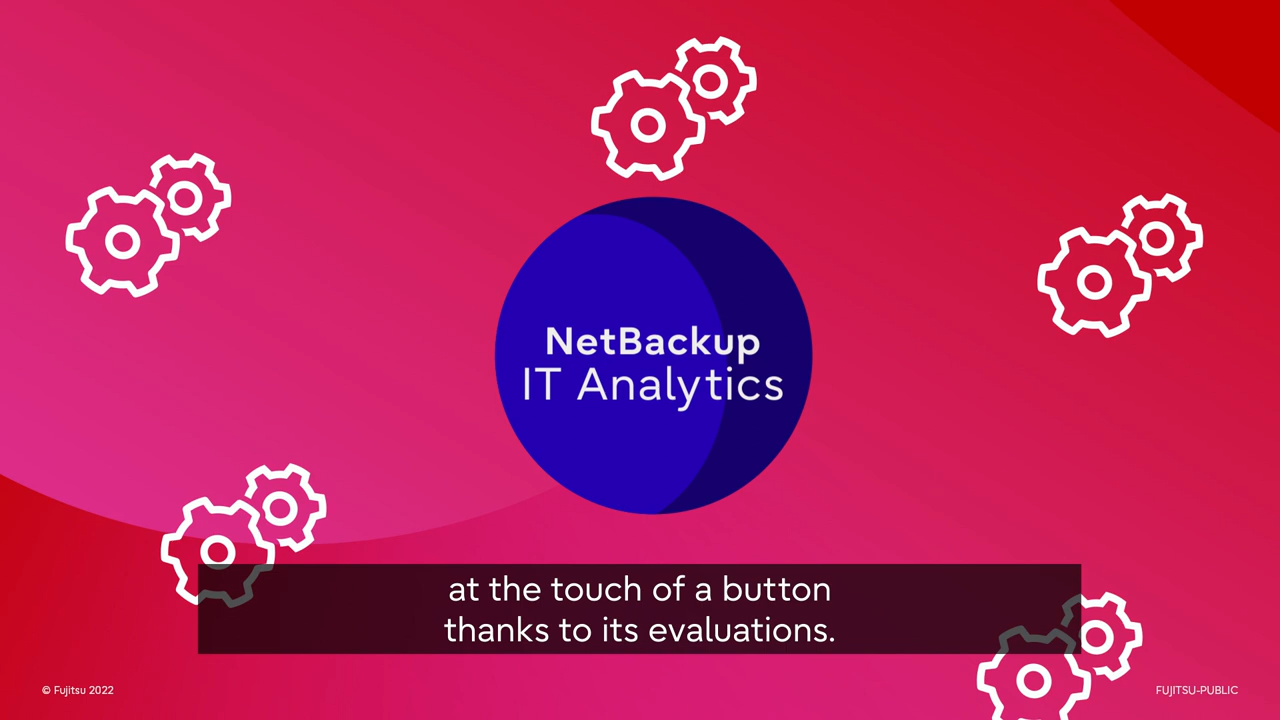 NetBackup
IT Analytics
at the touch of a button
thanks to its evaluations.
© Fujitsu 2022
FUJITSU-PUBLIC